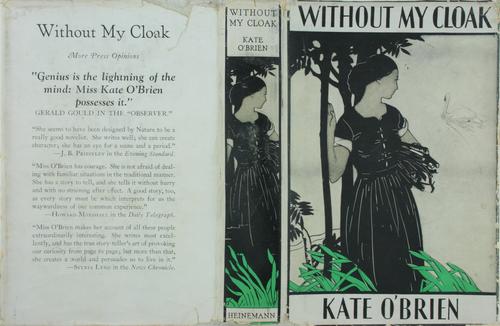 Without My Cloak
More Press Opinions
"Genius is the lightning of the
mind: Miss Kate O'Brien
possesses it."
GERALD GOULD IN THE "OBSERVER."
"She seems to have been designed by Nature to be a
really good novelist. She writes well; she can create
character; she has an eye for a scene and a period."
—J. B. PRIESTLEY in the Evening Standard.
"Miss O'Brien has courage. She is not afraid of deal-
ing with familiar situations in the traditional manner.
She has a story to tell, and she tells it without hurry
and with no straining after effect. A good story, too,
as every story must be which interprets for us the
waywardness of our common experience."
—HOWARD MARSHALL in the Daily Telegraph.
"Miss O'Brien makes her account of all these people
extraordinarily interesting. She writes most excel-
lently, and has the true story-teller's art of provoking
our curiosity from page to page; but more than that,
she creates a world and persuades us to live in it."
—SYLVIA LYND in the News Chronicle.
WITHOUT
MY CLOAK
KATE
O'BRIEN
HEINEMANN
WITHOUT MY CLOAK
KATE O'BRIEN